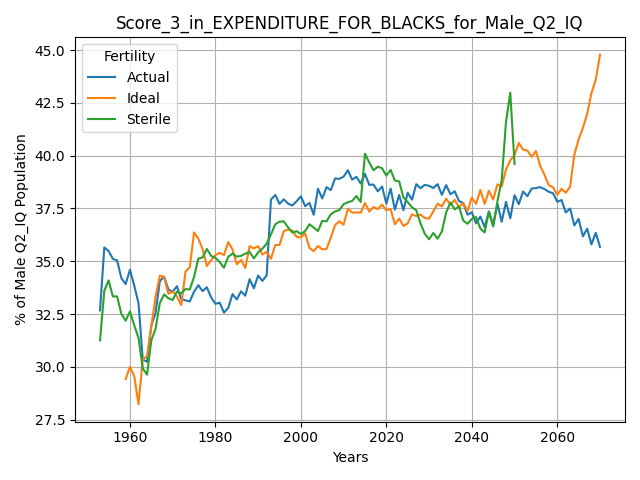 Score_3_in_EXPENDITURE_FOR_BLACKS_for_Male_Q2_IQ
Fertility
Actual
Ideal
Sterile
% of Male Q2_IQ Population
45.0
42.5
40.0
37.5
35.0
32.5
30.0
27.5
1960 1980 2000 2020 2040 2060
Years